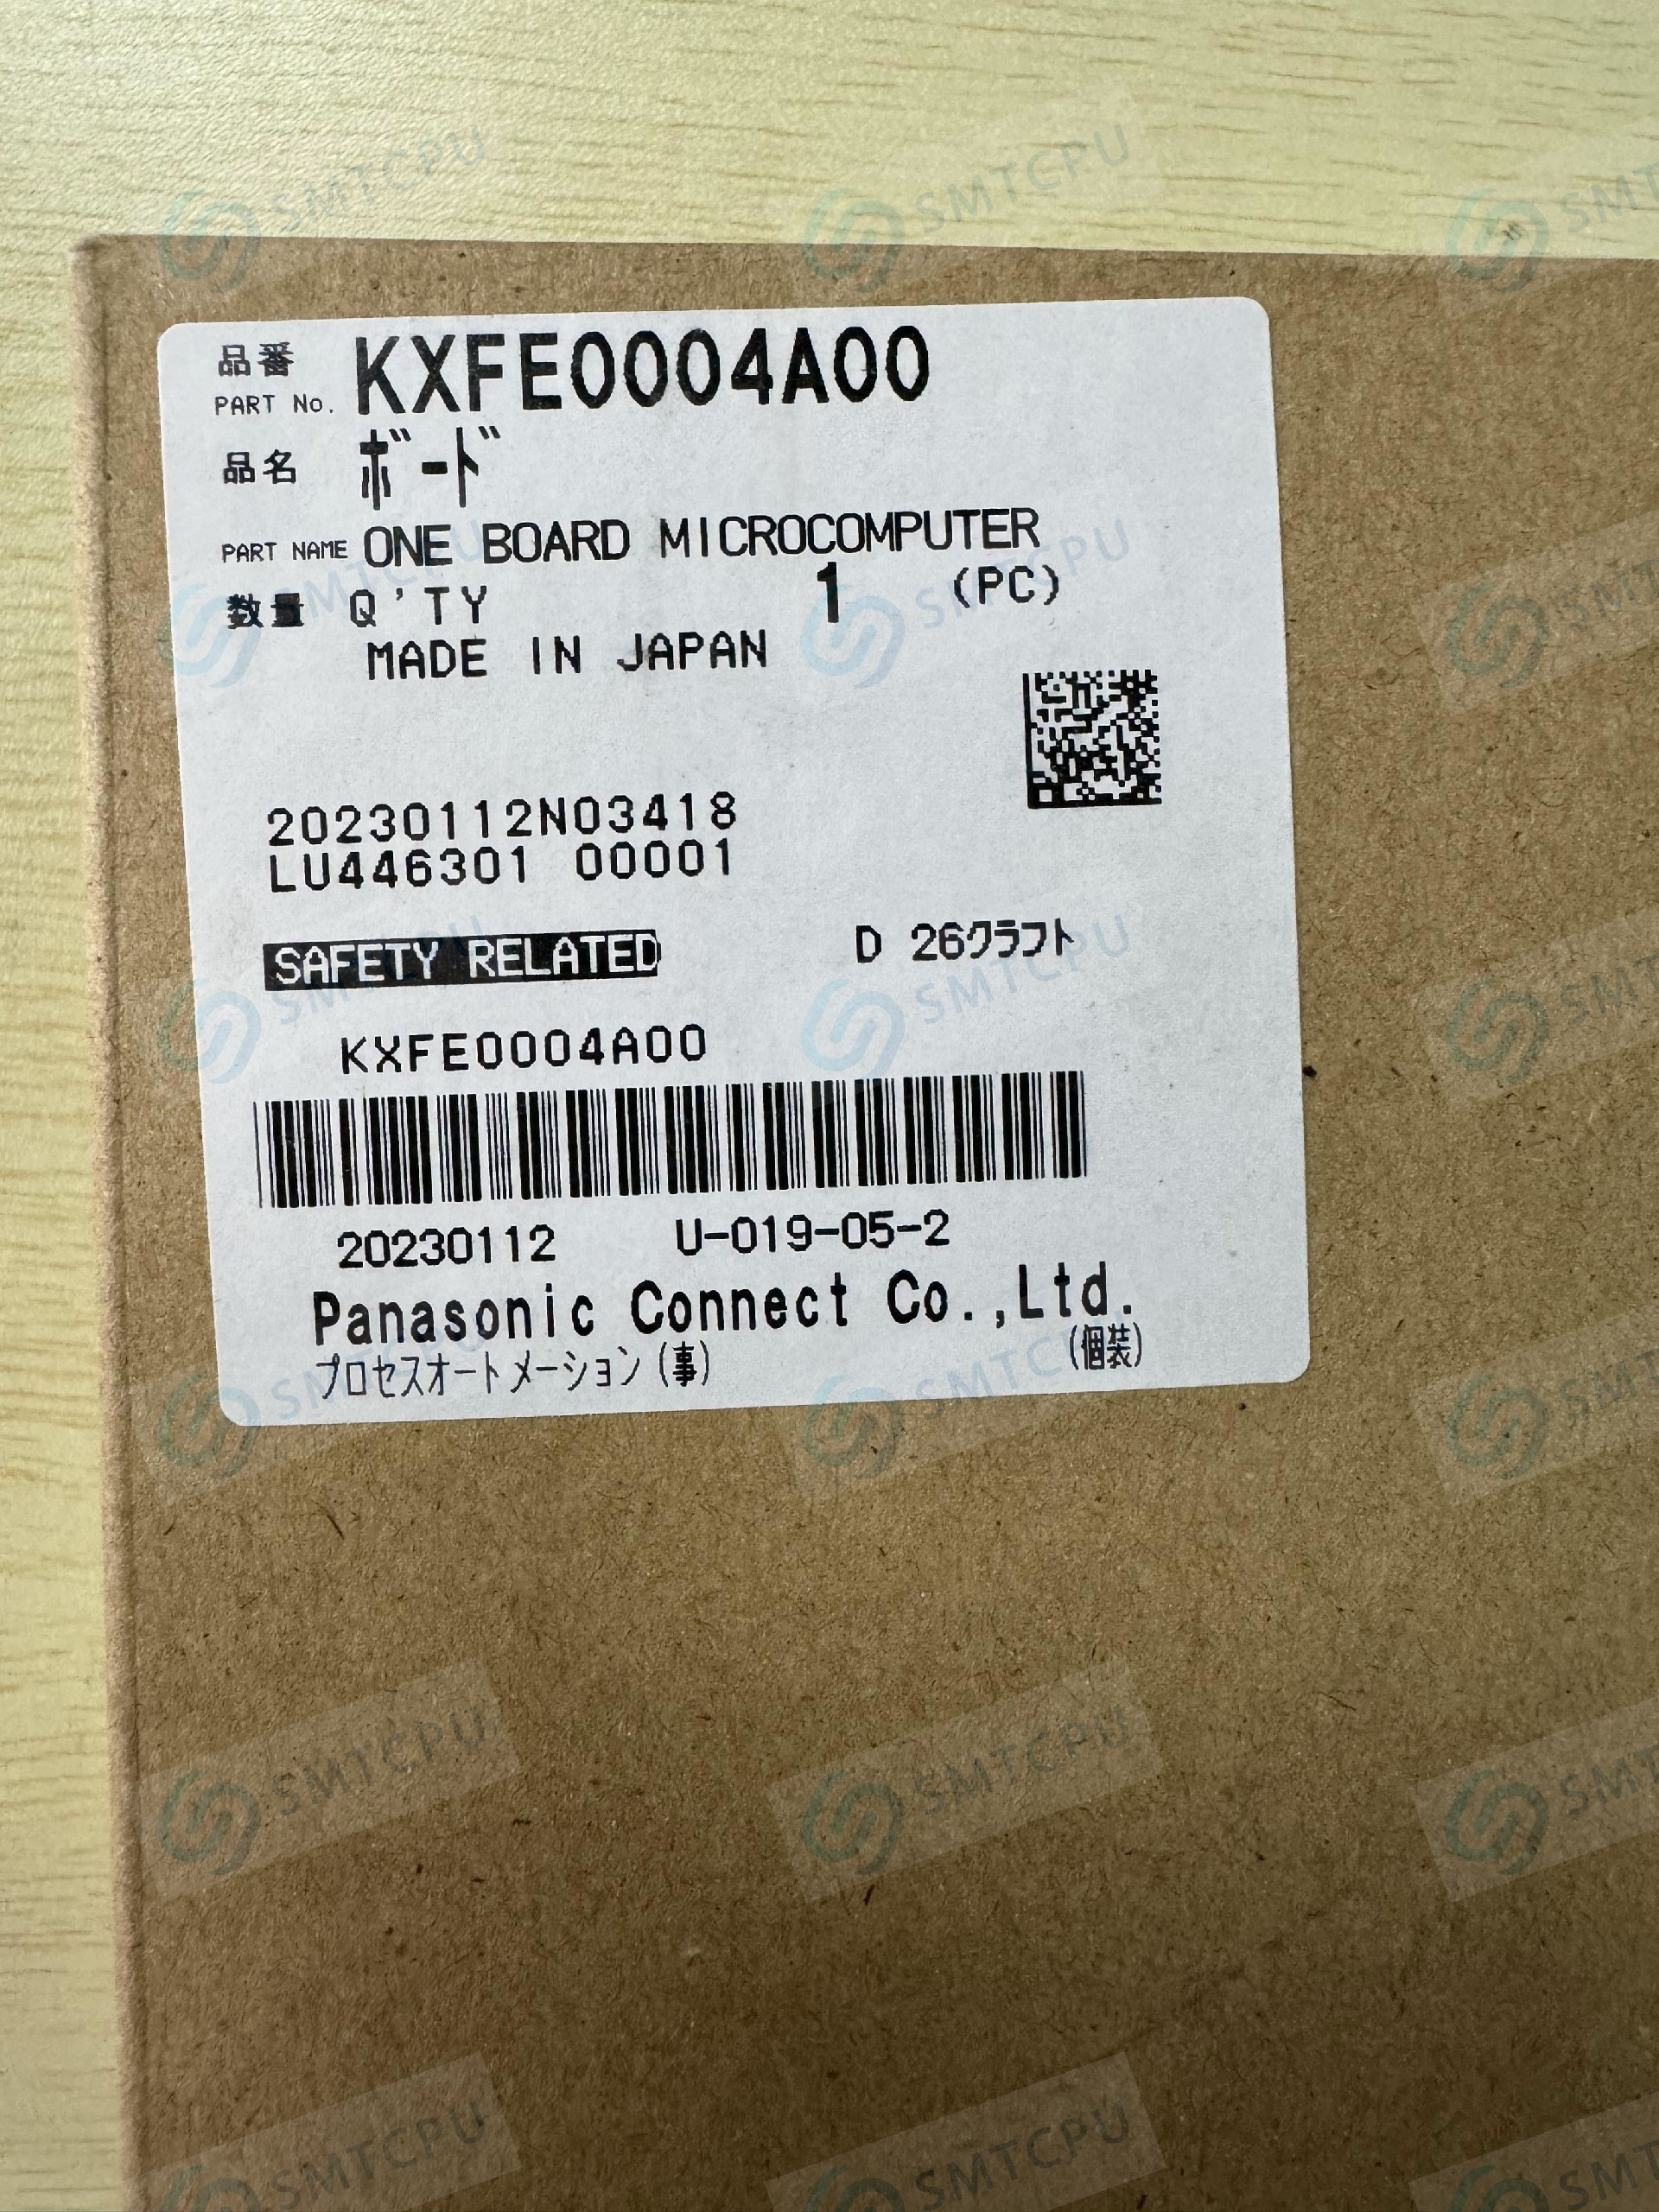 品番
PART No. KXFE0004A00
品名 ボード
PART NAME ONE BOARD MICROCOMPUTER
数量 Q'TY 1 (PC)
MADE IN JAPAN
20230112N03418
LU446301 00001
SAFETY RELATED D 26クラフト
KXFE0004A00
20230112 U-019-05-2
Panasonic Connect Co.,Ltd.
プロセスオートメーション(事) (個装)
SMTCPU